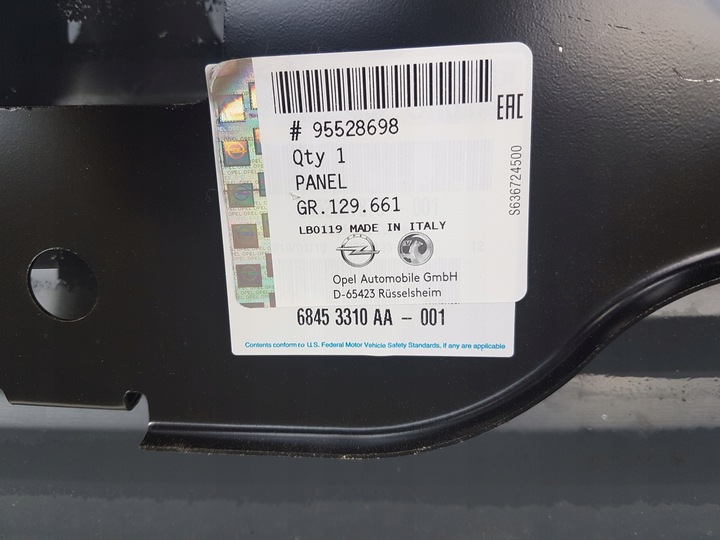 # 95528698
EAC
Qty 1
PANEL
GR.129.661
LB0119 MADE IN ITALY
S636724500
Opel Automobile GmbH
D-65423 Rüsselsheim
6845 3310 AA - 001
Contents conform to U.S. Federal Motor Vehicle Safety Standards, if any are applicable